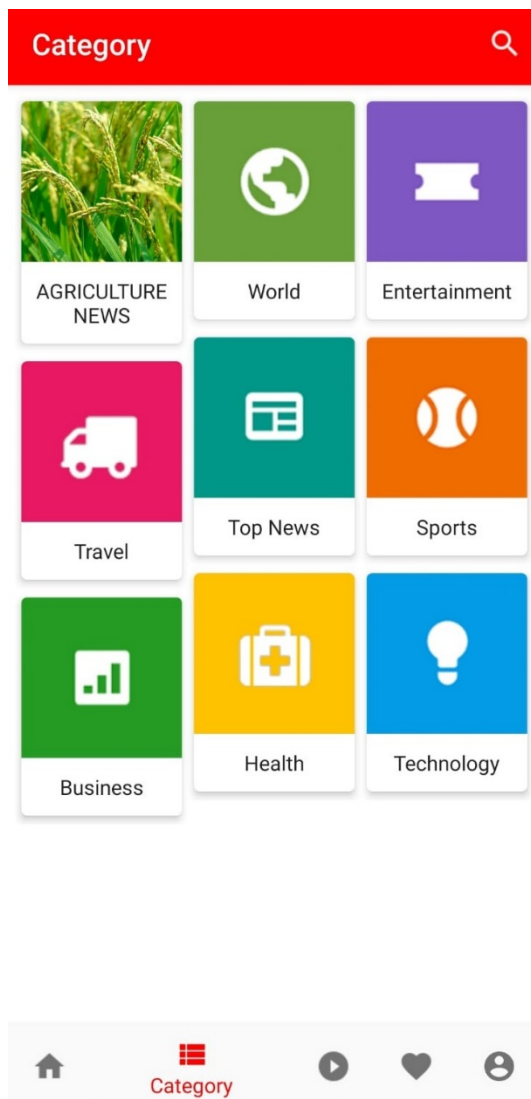 Category
AGRICULTURE
NEWS
World
Entertainment
Travel
Top News
Sports
Business
Health
Technology
Category